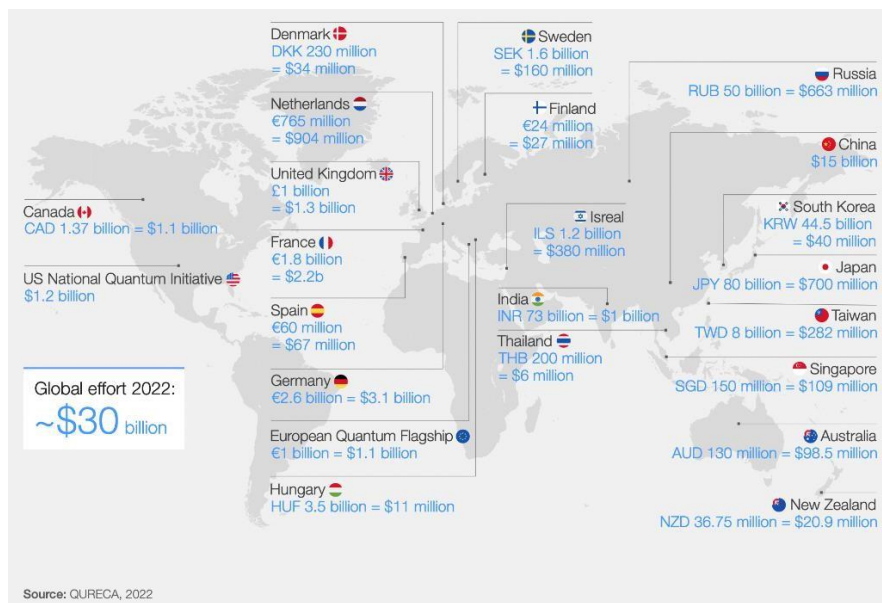 Denmark
DKK 230 million
= $34 million
Netherlands
€765 million
= $904 million
United Kingdom
£1 billion
= $1.3 billion
France
€1.8 billion
= $2.2b
Spain
€60 million
= $67 million
Germany
€2.6 billion = $3.1 billion
European Quantum Flagship
€1 billion = $1.1 billion
Hungary
HUF 3.5 billion = $11 million
Canada
CAD 1.37 billion = $1.1 billion
US National Quantum Initiative
$1.2 billion
Global effort 2022:
~$30 billion
Sweden
SEK 1.6 billion
= $160 million
Finland
€24 million
= $27 million
Isreal
ILS 1.2 billion
= $380 million
India
INR 73 billion = $1 billion
Thailand
THB 200 million
= $6 million
Russia
RUB 50 billion = $663 million
China
$15 billion
South Korea
KRW 44.5 billion
= $40 million
Japan
JPY 80 billion = $700 million
Taiwan
TWD 8 billion = $282 million
Singapore
SGD 150 million = $109 million
Australia
AUD 130 million = $98.5 million
New Zealand
NZD 36.75 million = $20.9 million
Source: QURECA, 2022